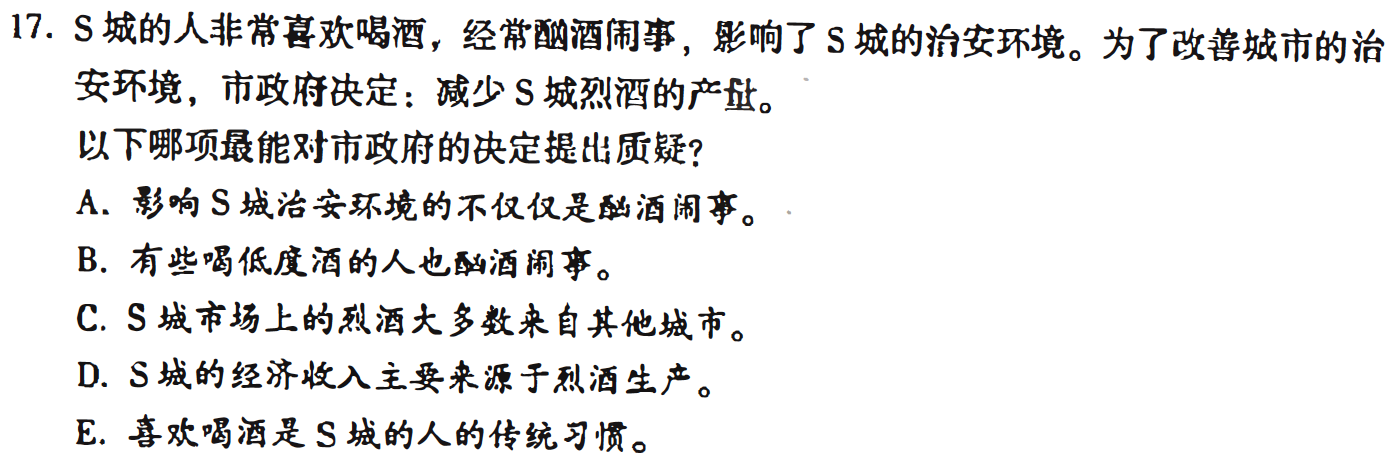 17. S城的人非常喜欢喝酒，经常酗酒闹事，影响了S城的治安环境。为了改善城市的治
安环境，市政府决定：减少S城烈酒的产量。
以下哪项最能对市政府的决定提出质疑？
A. 影响S城治安环境的不仅仅是酗酒闹事。
B. 有些喝低度酒的人也酗酒闹事。
C. S城市场上的烈酒大多数来自其他城市。
D. S城的经济收入主要来源于烈酒生产。
E. 喜欢喝酒是S城的人的传统习惯。